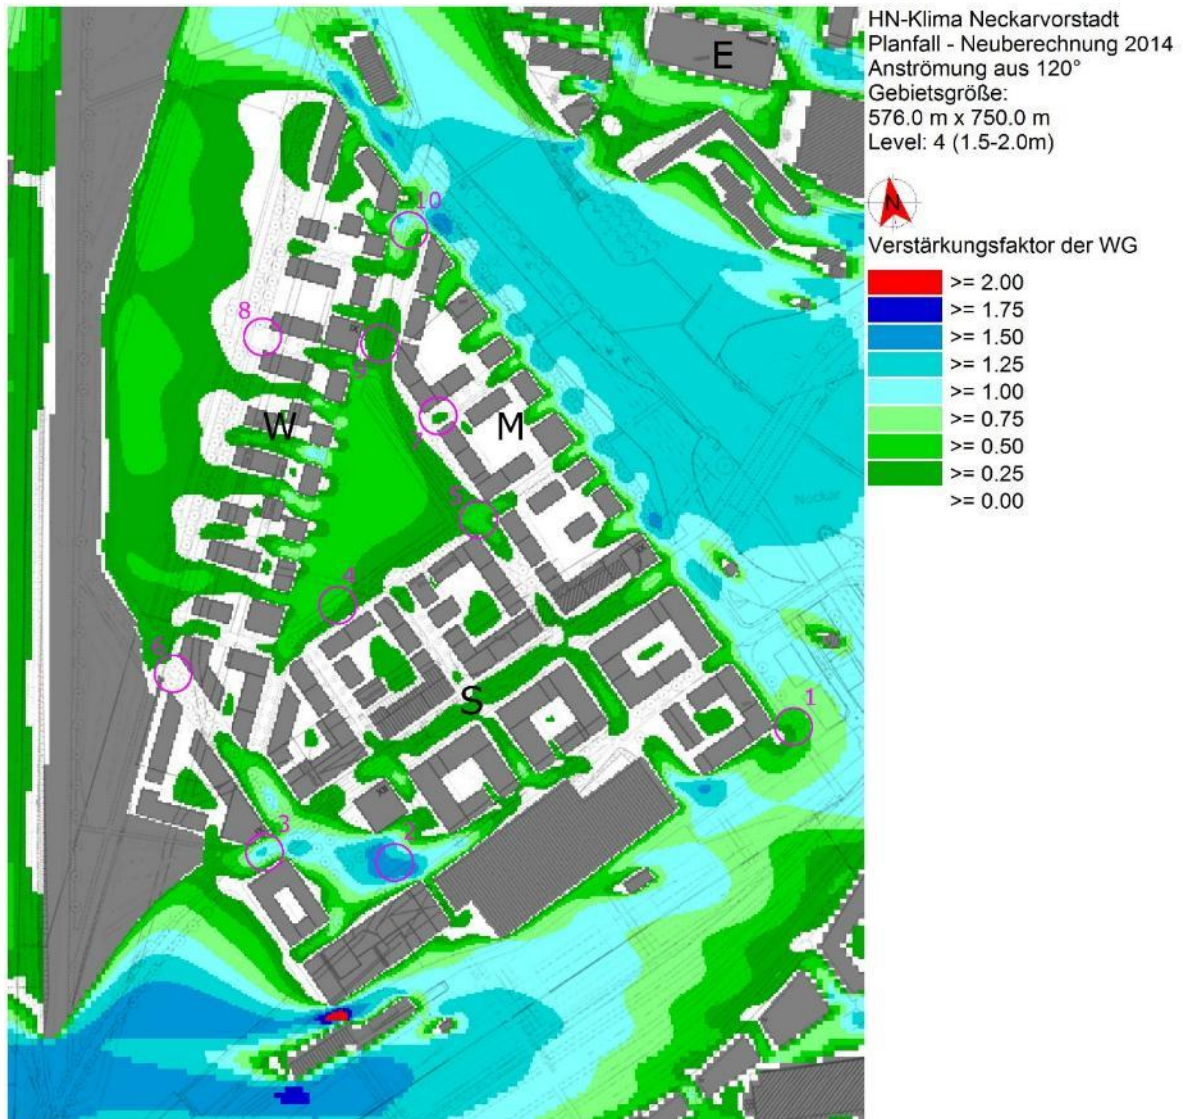 HN-Klima Neckarvorstadt
Planfall - Neuberechnung 2014
Anströmung aus 120°
Gebietsgröße:
576.0 m x 750.0 m
Level: 4 (1.5-2.0m)
N
Verstärkungsfaktor der WG
>= 2.00
>= 1.75
>= 1.50
>= 1.25
>= 1.00
>= 0.75
>= 0.50
>= 0.25
>= 0.00
E
10
8
9
W
7
M
5
Neckar
4
6
S
1
3
2